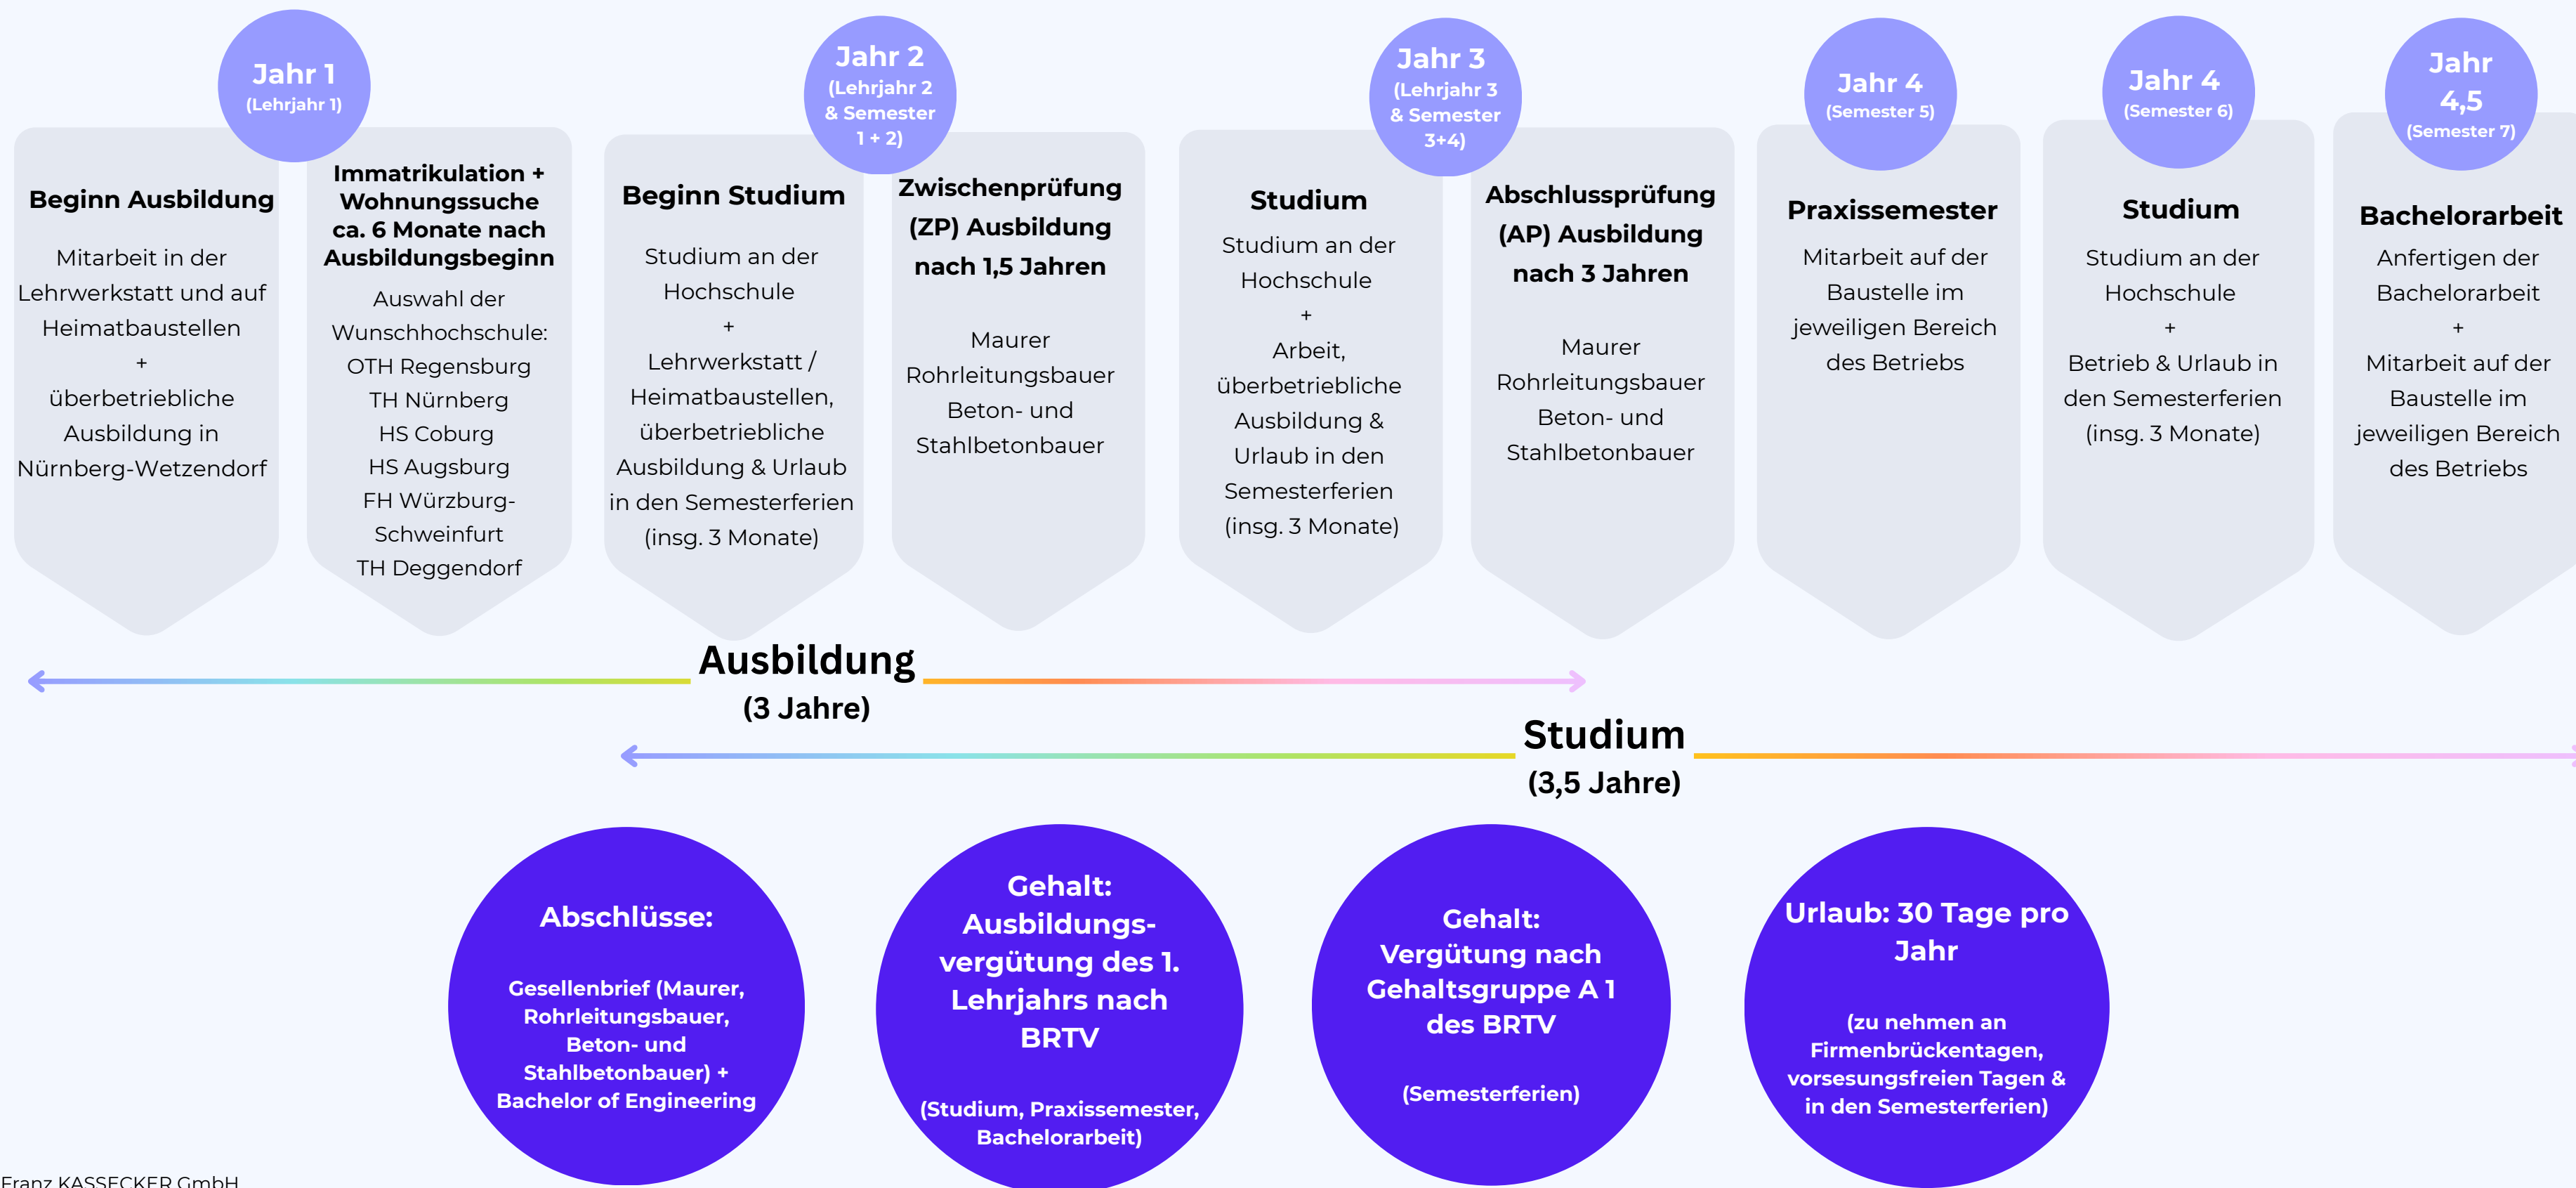 Jahr 1
(Lehrjahr 1)
Beginn Ausbildung
Mitarbeit in der
Lehrwerkstatt und auf
Heimatbaustellen
+
überbetriebliche
Ausbildung in
Nürnberg-Wetzendorf
Immatrikulation +
Wohnungssuche
ca. 6 Monate nach
Ausbildungsbeginn
Auswahl der
Wunschhochschule:
OTH Regensburg
TH Nürnberg
HS Coburg
HS Augsburg
FH Würzburg-
Schweinfurt
TH Deggendorf
Jahr 2
(Lehrjahr 2
& Semester
1 + 2)
Beginn Studium
Studium an der
Hochschule
+
Lehrwerkstatt /
Heimatbaustellen,
überbetriebliche
Ausbildung & Urlaub
in den Semesterferien
(insg. 3 Monate)
Zwischenprüfung
(ZP) Ausbildung
nach 1,5 Jahren
Maurer
Rohrleitungsbauer
Beton- und
Stahlbetonbauer
Jahr 3
(Lehrjahr 3
& Semester
3+4)
Studium
Studium an der
Hochschule
+
Arbeit,
überbetriebliche
Ausbildung &
Urlaub in den
Semesterferien
(insg. 3 Monate)
Abschlussprüfung
(AP) Ausbildung
nach 3 Jahren
Maurer
Rohrleitungsbauer
Beton- und
Stahlbetonbauer
Jahr 4
(Semester 5)
Praxissemester
Mitarbeit auf der
Baustelle im
jeweiligen Bereich
des Betriebs
Jahr 4
(Semester 6)
Studium
Studium an der
Hochschule
+
Betrieb & Urlaub in
den Semesterferien
(insg. 3 Monate)
Jahr
4,5
(Semester 7)
Bachelorarbeit
Anfertigen der
Bachelorarbeit
+
Mitarbeit auf der
Baustelle im
jeweiligen Bereich
des Betriebs
Ausbildung
(3 Jahre)
Studium
(3,5 Jahre)
Abschlüsse:
Gesellenbrief (Maurer,
Rohrleitungsbauer,
Beton- und
Stahlbetonbauer) +
Bachelor of Engineering
Gehalt:
Ausbildungs-
vergütung des 1.
Lehrjahrs nach
BRTV
(Studium, Praxissemester,
Bachelorarbeit)
Gehalt:
Vergütung nach
Gehaltsgruppe A 1
des BRTV
(Semesterferien)
Urlaub: 30 Tage pro
Jahr
(zu nehmen an
Firmenbrückentagen,
vorsesungsfreien Tagen &
in den Semesterferien)
Franz KASSECKER GmbH